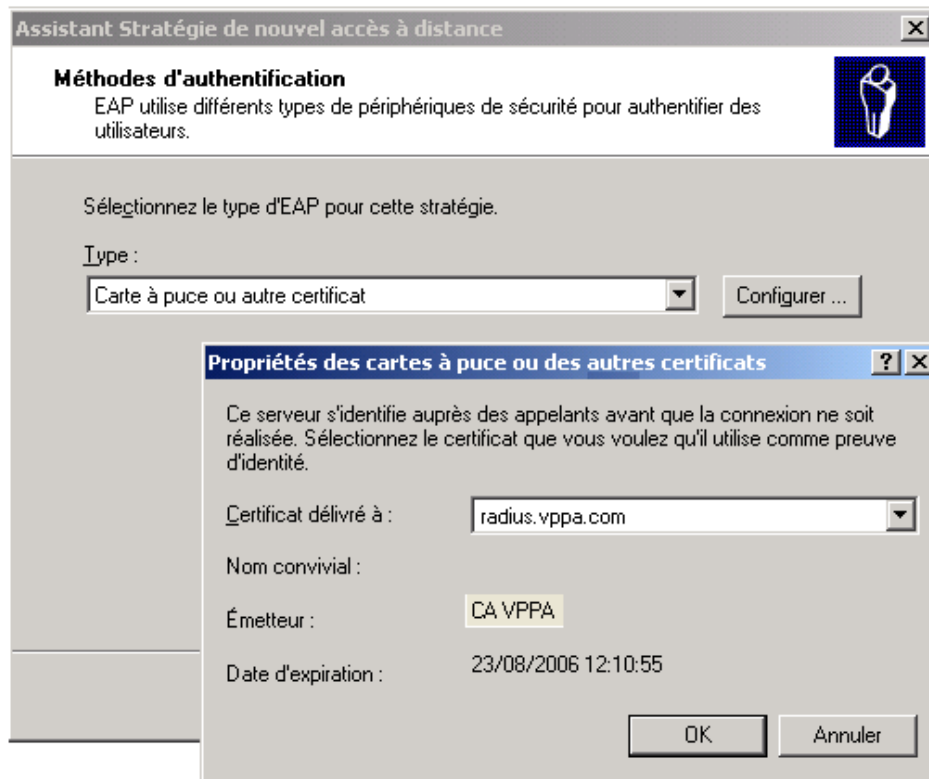 Assistant Stratégie de nouvel accès à distance
Méthodes d'authentification
EAP utilise différents types de périphériques de sécurité pour authentifier des
utilisateurs.
Sélectionnez le type d'EAP pour cette stratégie.
Type :
Carte à puce ou autre certificat
Configurer ...
Propriétés des cartes à puce ou des autres certificats
Ce serveur s'identifie auprès des appelants avant que la connexion ne soit
réalisée. Sélectionnez le certificat que vous voulez qu'il utilise comme preuve
d'identité.
Certificat délivré à : radius.vppa.com
Nom convivial :
Émetteur : CA VPPA
Date d'expiration : 23/08/2006 12:10:55
OK Annuler